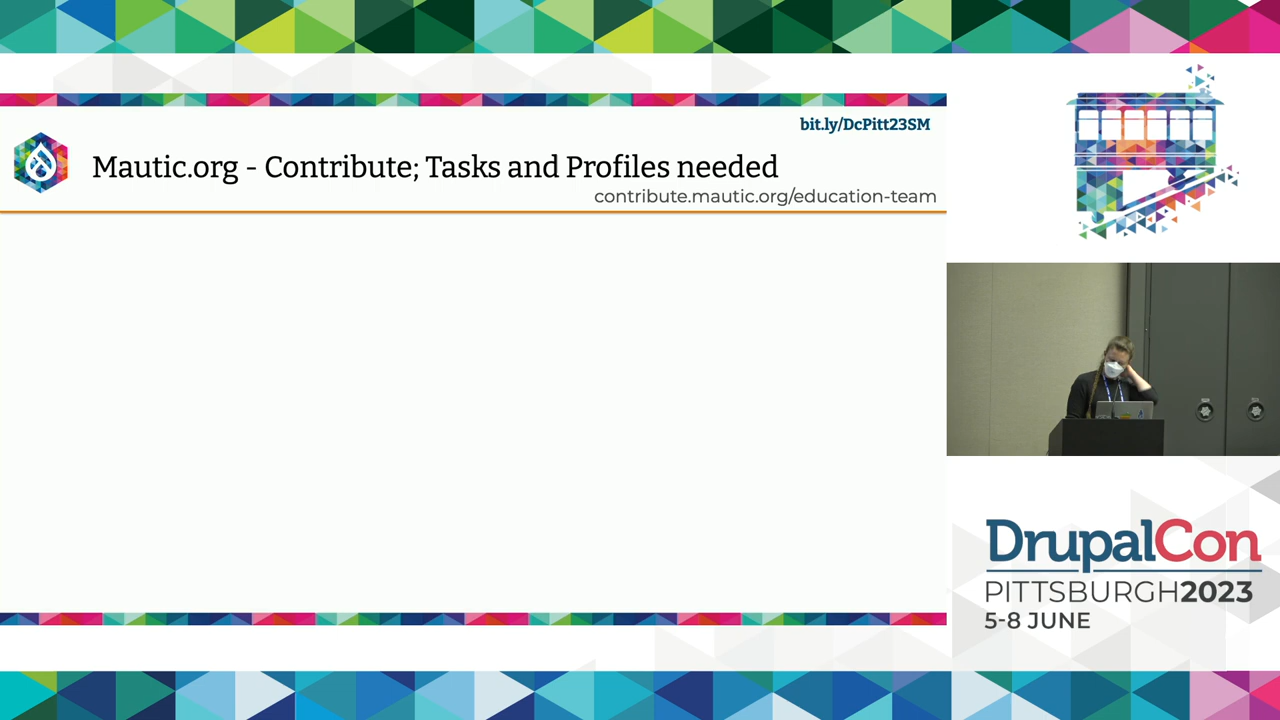 bit.ly/DcPitt23SM
Mautic.org - Contribute; Tasks and Profiles needed
contribute.mautic.org/education-team
DrupalCon
PITTSBURGH2023
5-8 JUNE